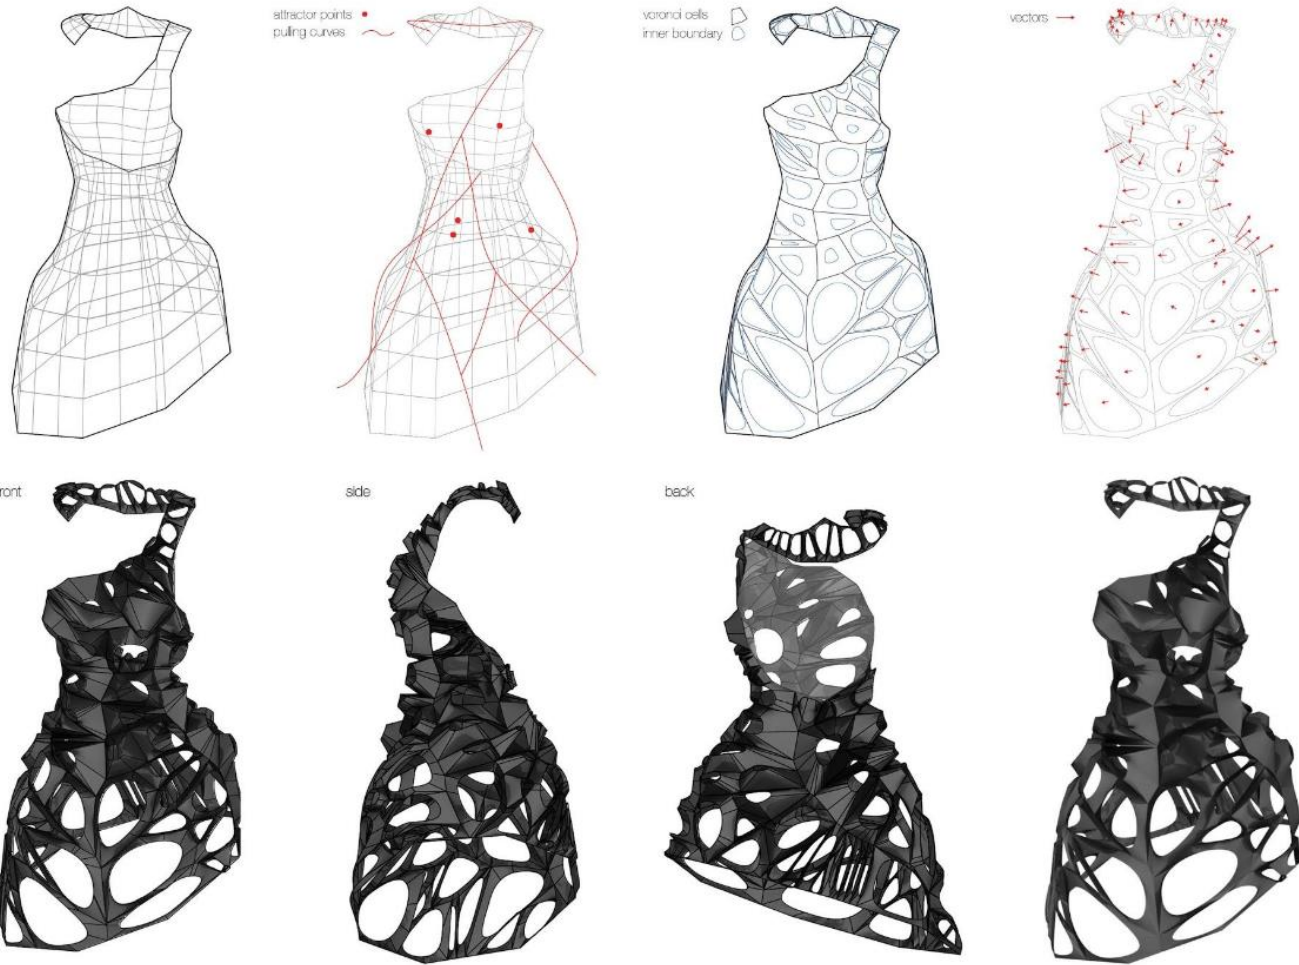 attractor points
pulling curves
voronoi cells
inner boundary
vectors
ront
side
back